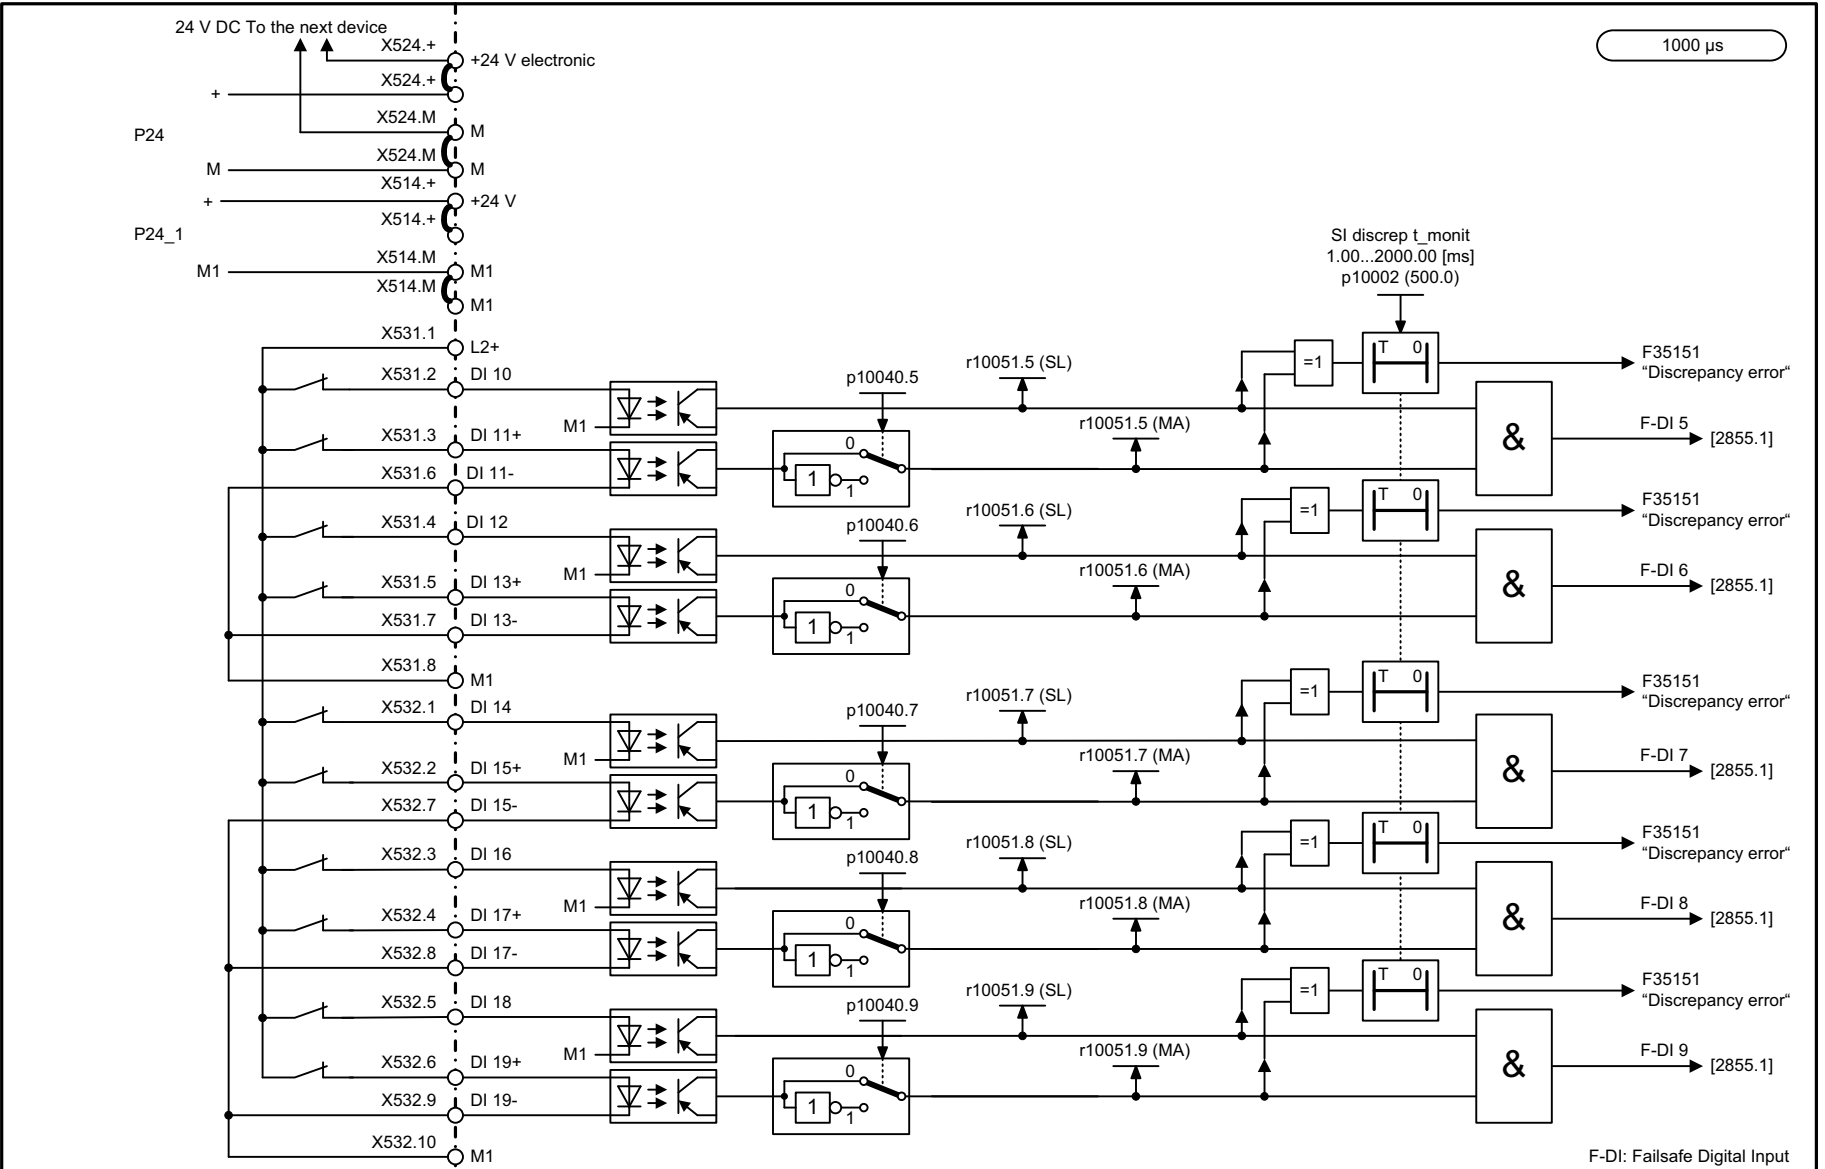 24 V DC To the next device
1000 µs
X524.+
+24 V electronic
X524.+
+
X524.M
M
P24
X524.M
M
M
X514.+
+
+24 V
X514.+
P24_1
X514.M
M1
M1
X514.M
M1
SI discrep t_monit
1.00...2000.00 [ms]
p10002 (500.0)
X531.1
L2+
X531.2
DI 10
M1
X531.3
DI 11+
X531.6
DI 11-
p10040.5
0
1
1
r10051.5 (SL)
r10051.5 (MA)
=1
T 0
F35151
“Discrepancy error“
&
F-DI 5
[2855.1]
X531.4
DI 12
M1
X531.5
DI 13+
X531.7
DI 13-
X531.8
M1
p10040.6
0
1
1
r10051.6 (SL)
r10051.6 (MA)
=1
T 0
F35151
“Discrepancy error“
&
F-DI 6
[2855.1]
X532.1
DI 14
M1
X532.2
DI 15+
X532.7
DI 15-
p10040.7
0
1
1
r10051.7 (SL)
r10051.7 (MA)
=1
T 0
F35151
“Discrepancy error“
&
F-DI 7
[2855.1]
X532.3
DI 16
M1
X532.4
DI 17+
X532.8
DI 17-
p10040.8
0
1
1
r10051.8 (SL)
r10051.8 (MA)
=1
T 0
F35151
“Discrepancy error“
&
F-DI 8
[2855.1]
X532.5
DI 18
M1
X532.6
DI 19+
X532.9
DI 19-
X532.10
M1
p10040.9
0
1
1
r10051.9 (SL)
r10051.9 (MA)
=1
T 0
F35151
“Discrepancy error“
&
F-DI 9
[2855.1]
F-DI: Failsafe Digital Input